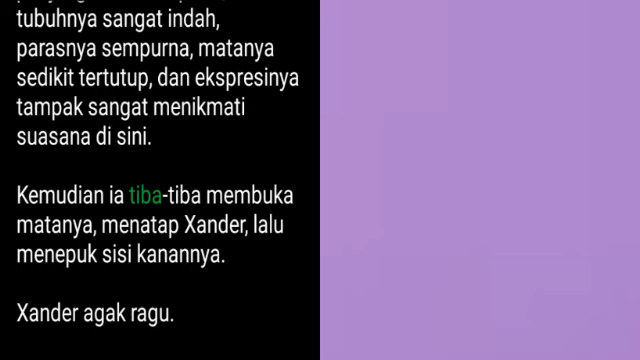 tubuhnya sangat indah,
parasnya sempurna, matanya
sedikit tertutup, dan ekspresinya
tampak sangat menikmati
suasana di sini.
Kemudian ia tiba-tiba membuka
matanya, menatap Xander, lalu
menepuk sisi kanannya.
Xander agak ragu.